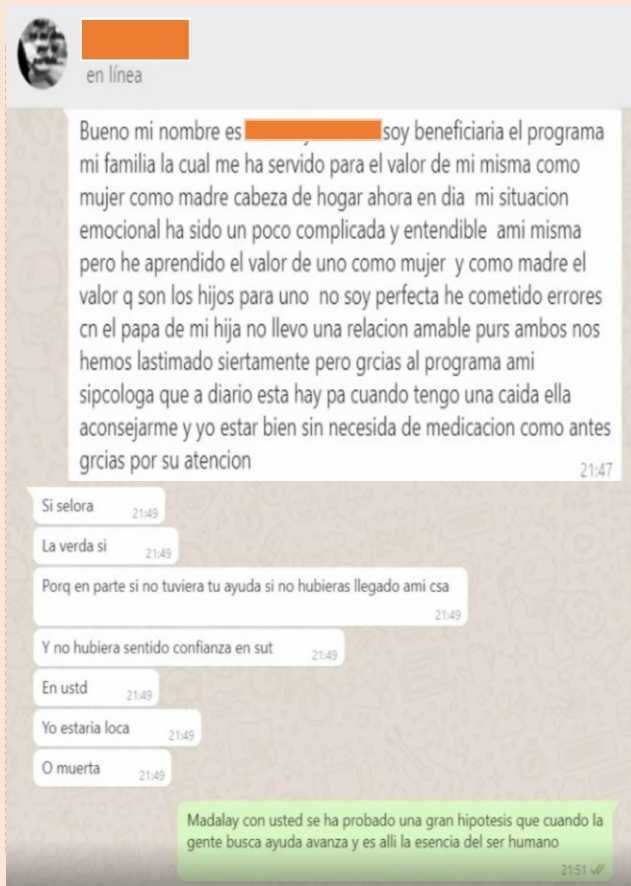 en línea
Bueno mi nombre es soy beneficiaria el programa
mi familia la cual me ha servido para el valor de mi misma como
mujer como madre cabeza de hogar ahora en dia mi situacion
emocional ha sido un poco complicada y entendible ami misma
pero he aprendido el valor de uno como mujer y como madre el
valor q son los hijos para uno no soy perfecta he cometido errores
cn el papa de mi hija no llevo una relacion amable purs ambos nos
hemos lastimado siertamente pero grcias al programa ami
sipcologa que a diario esta hay pa cuando tengo una caida ella
aconsejarme y yo estar bien sin necesida de medicacion como antes
grcias por su atencion
21:47
Si selora 21:49
La verda si 21:49
Porq en parte si no tuviera tu ayuda si no hubieras llegado ami csa
21:49
Y no hubiera sentido confianza en sut 21:49
En ustd 21:49
Yo estaria loca 21:49
O muerta 21:49
Madalay con usted se ha probado una gran hipotesis que cuando la
gente busca ayuda avanza y es alli la esencia del ser humano
21:51